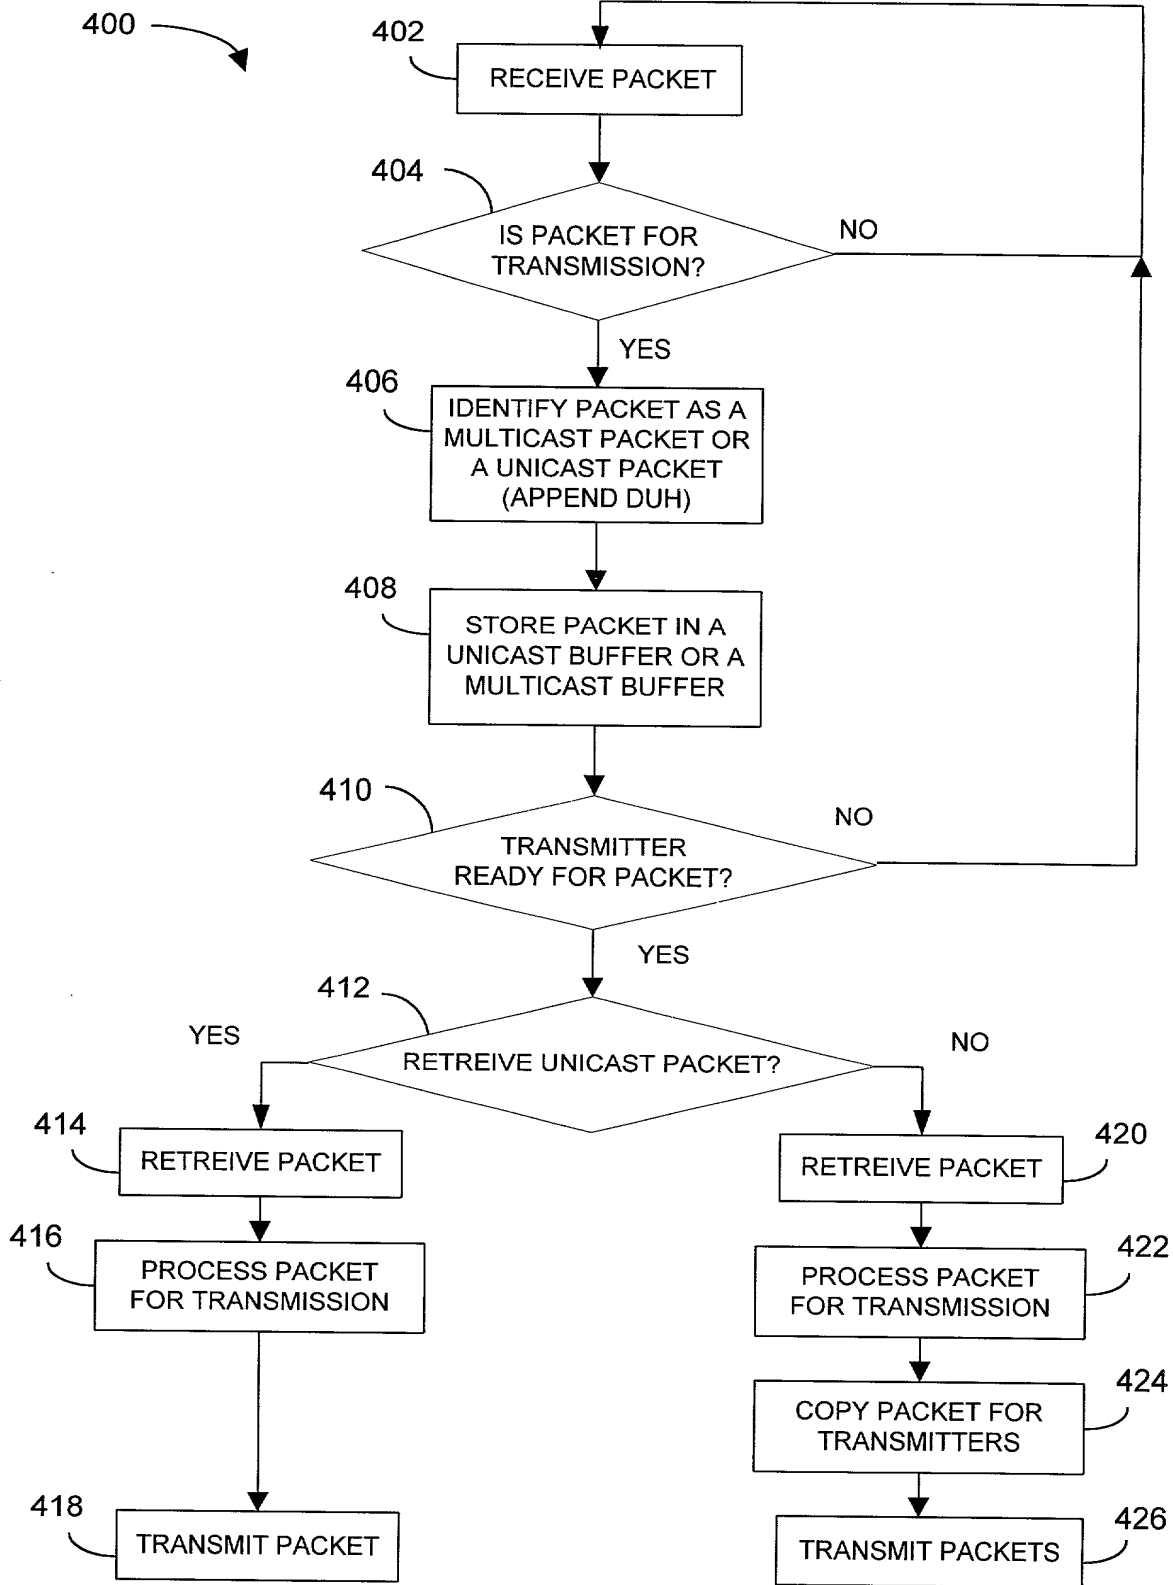 400
402
RECEIVE PACKET
404
IS PACKET FOR
TRANSMISSION?
NO
YES
406
IDENTIFY PACKET AS A
MULTICAST PACKET OR
A UNICAST PACKET
(APPEND DUH)
408
STORE PACKET IN A
UNICAST BUFFER OR A
MULTICAST BUFFER
410
TRANSMITTER
READY FOR PACKET?
NO
YES
412
RETREIVE UNICAST PACKET?
YES
NO
414
RETREIVE PACKET
416
PROCESS PACKET
FOR TRANSMISSION
418
TRANSMIT PACKET
420
RETREIVE PACKET
422
PROCESS PACKET
FOR TRANSMISSION
424
COPY PACKET FOR
TRANSMITTERS
426
TRANSMIT PACKETS